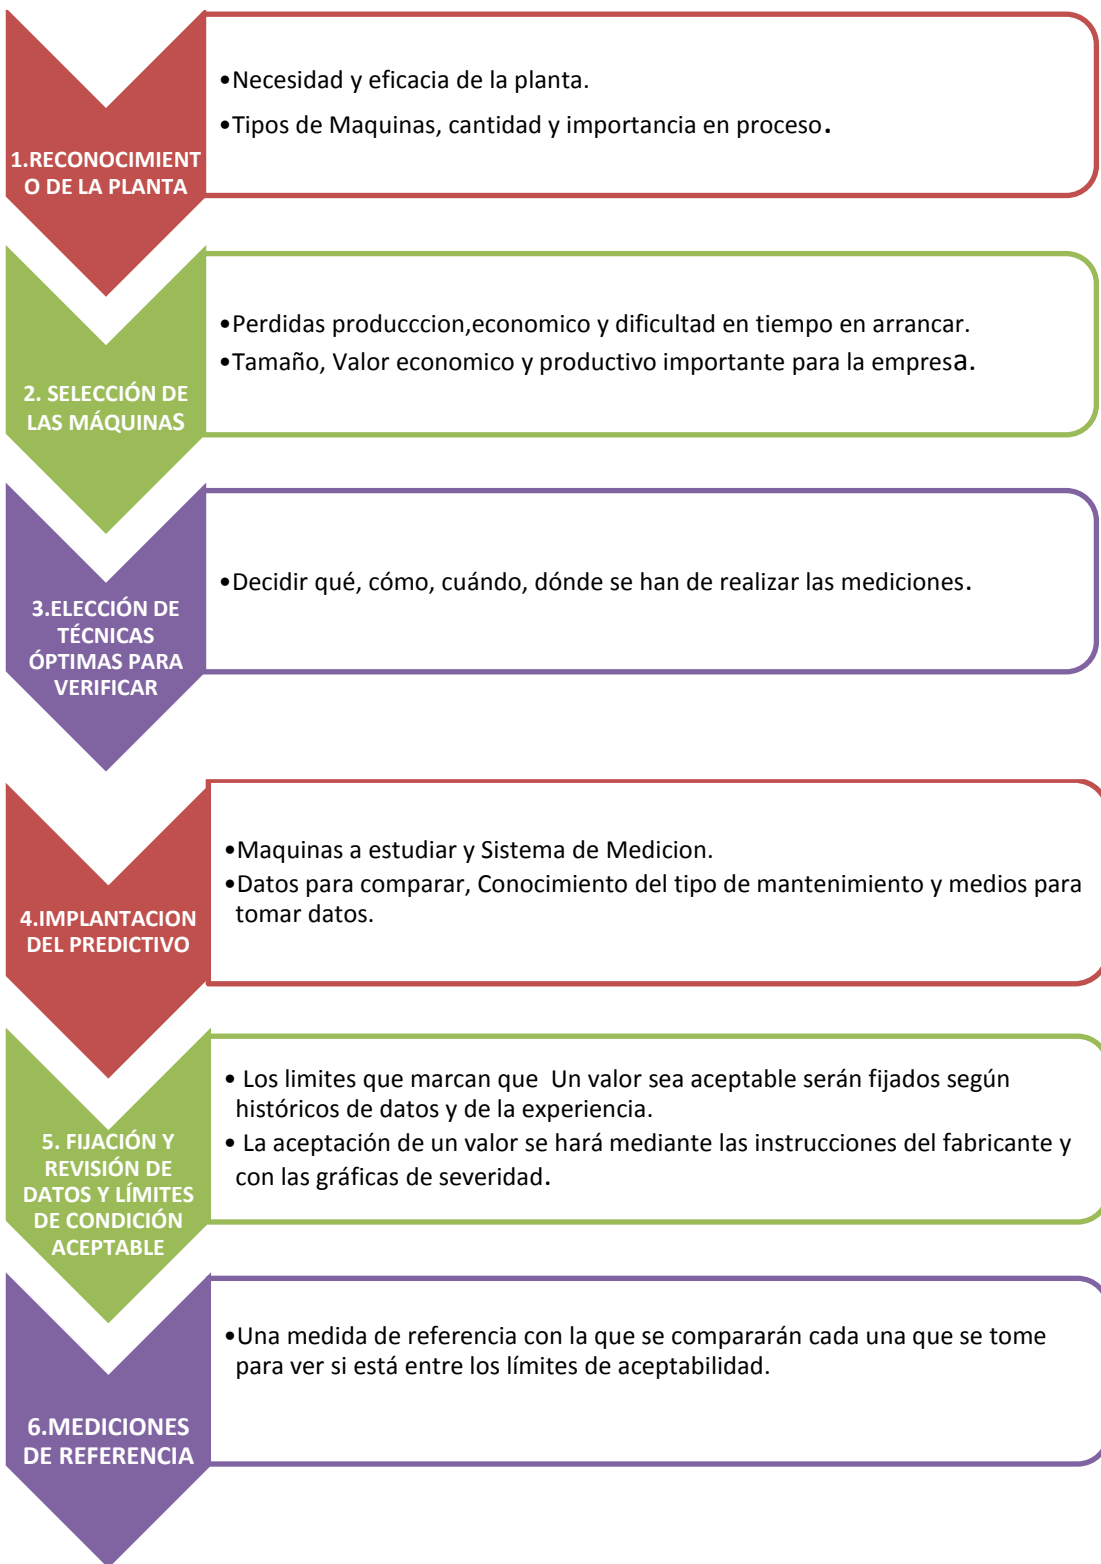 1.RECONOCIMIENT
O DE LA PLANTA
•Necesidad y eficacia de la planta.
•Tipos de Maquinas, cantidad y importancia en proceso.
2. SELECCIÓN DE
LAS MÁQUINAS
•Perdidas producccion,economico y dificultad en tiempo en arrancar.
•Tamaño, Valor economico y productivo importante para la empresa.
3.ELECCIÓN DE
TÉCNICAS
ÓPTIMAS PARA
VERIFICAR
•Decidir qué, cómo, cuándo, dónde se han de realizar las mediciones.
4.IMPLANTACION
DEL PREDICTIVO
•Maquinas a estudiar y Sistema de Medicion.
•Datos para comparar, Conocimiento del tipo de mantenimiento y medios para
tomar datos.
5. FIJACIÓN Y
REVISIÓN DE
DATOS Y LÍMITES
DE CONDICIÓN
ACEPTABLE
• Los limites que marcan que Un valor sea aceptable serán fijados según
históricos de datos y de la experiencia.
• La aceptación de un valor se hará mediante las instrucciones del fabricante y
con las gráficas de severidad.
6.MEDICIONES
DE REFERENCIA
•Una medida de referencia con la que se compararán cada una que se tome
para ver si está entre los límites de aceptabilidad.